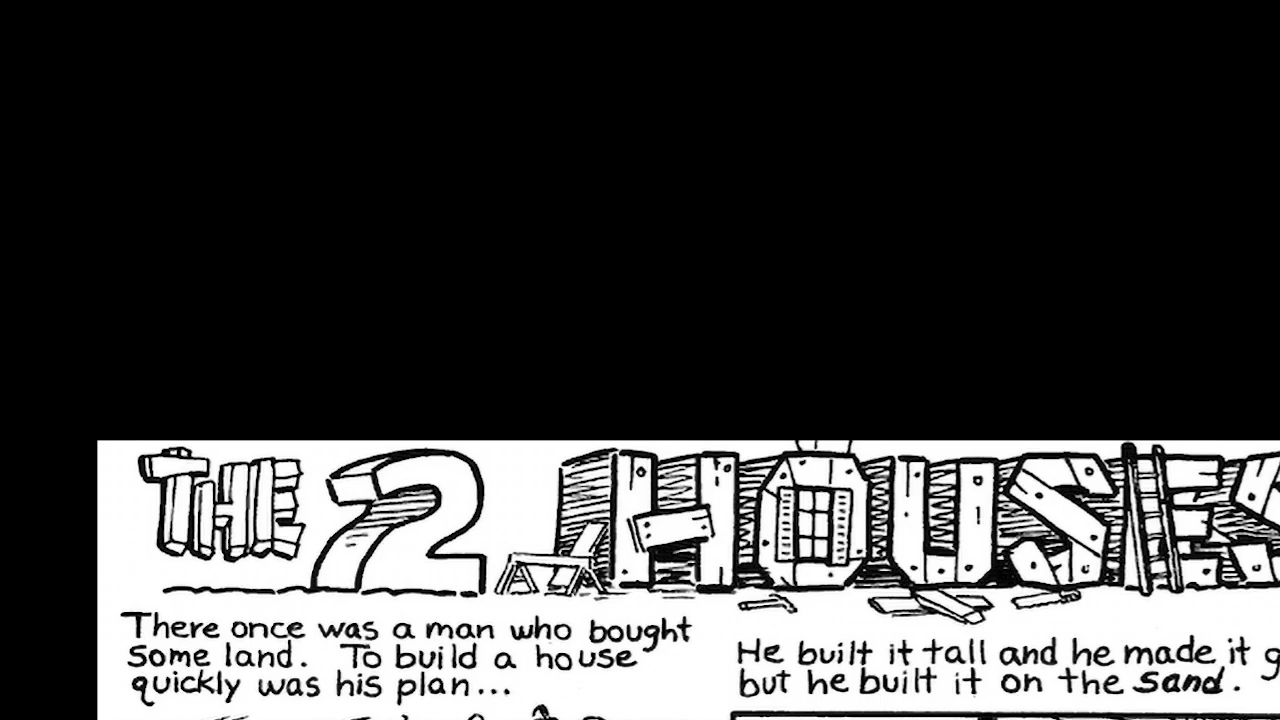 THE 2 HOUSES
There once was a man who bought
some land. To build a house
quickly was his plan...
He built it tall and he made it g
but he built it on the sand.